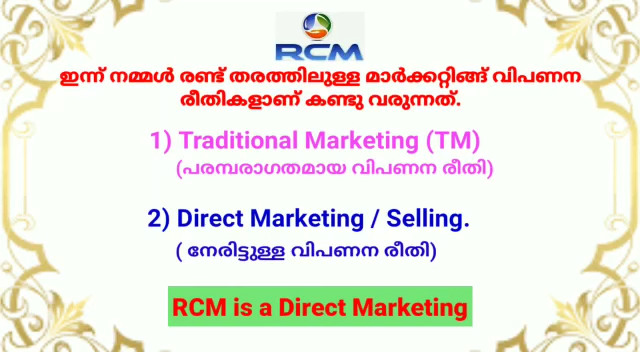 RCM
ഇന്ന് നമ്മൾ രണ്ട് തരത്തിലുള്ള മാർക്കറ്റിങ്ങ് വിപണന
രീതികളാണ് കണ്ടു വരുന്നത്.
1) Traditional Marketing (TM)
(പരമ്പരാഗതമായ വിപണന രീതി)
2) Direct Marketing / Selling.
( നേരിട്ടുള്ള വിപണന രീതി)
RCM is a Direct Marketing